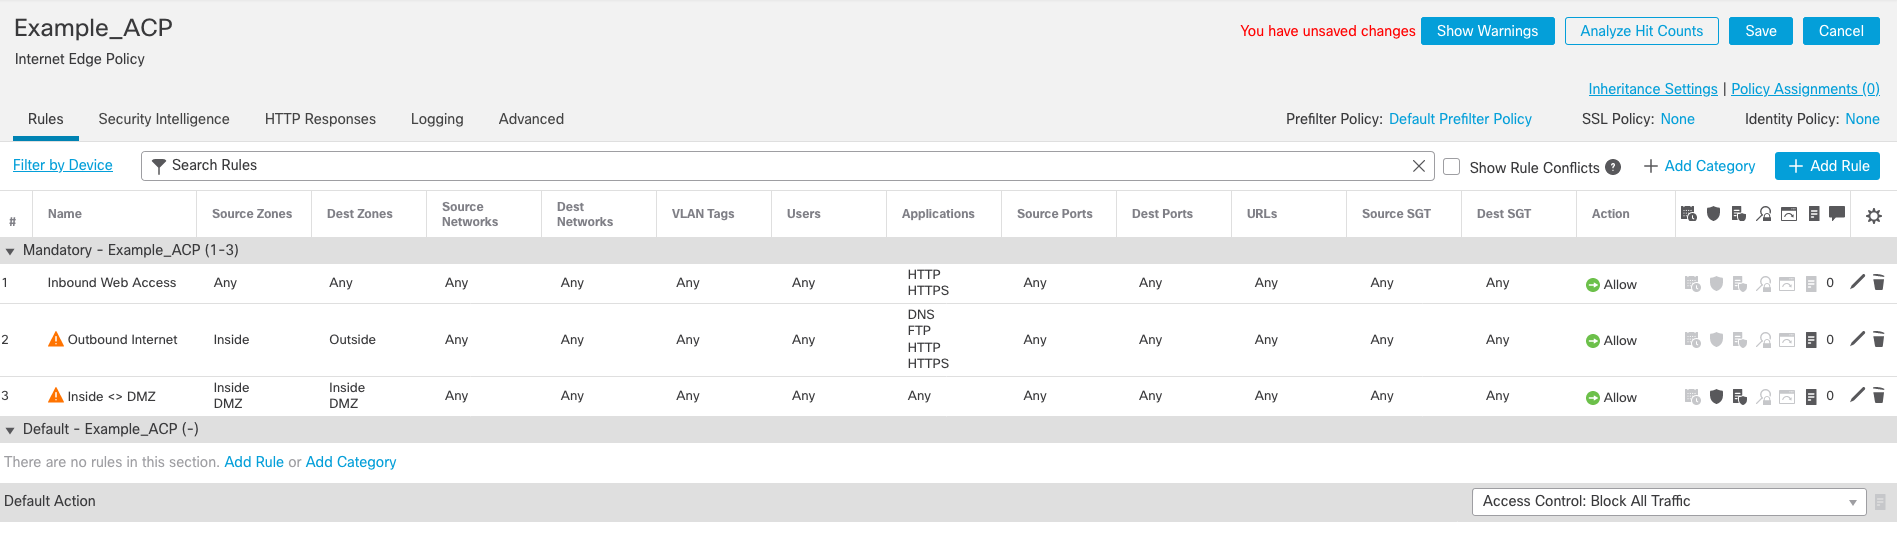 Example_ACP
You have unsaved changes Show Warnings Analyze Hit Counts Save Cancel
Internet Edge Policy
Inheritance Settings | Policy Assignments (0)
Rules Security Intelligence HTTP Responses Logging Advanced Prefilter Policy: Default Prefilter Policy SSL Policy: None Identity Policy: None
Filter by Device Search Rules Show Rule Conflicts ? + Add Category + Add Rule
# Name Source Zones Dest Zones Source Networks Dest Networks VLAN Tags Users Applications Source Ports Dest Ports URLs Source SGT Dest SGT Action
Mandatory - Example_ACP (1-3)
1 Inbound Web Access Any Any Any Any Any Any HTTP HTTPS Any Any Any Any Any Allow 0
2 Outbound Internet Inside Outside Any Any Any Any DNS FTP HTTP HTTPS Any Any Any Any Any Allow 0
3 Inside <> DMZ Inside DMZ Inside DMZ Any Any Any Any Any Any Any Any Any Any Allow 0
Default - Example_ACP (-)
There are no rules in this section. Add Rule or Add Category
Default Action Access Control: Block All Traffic